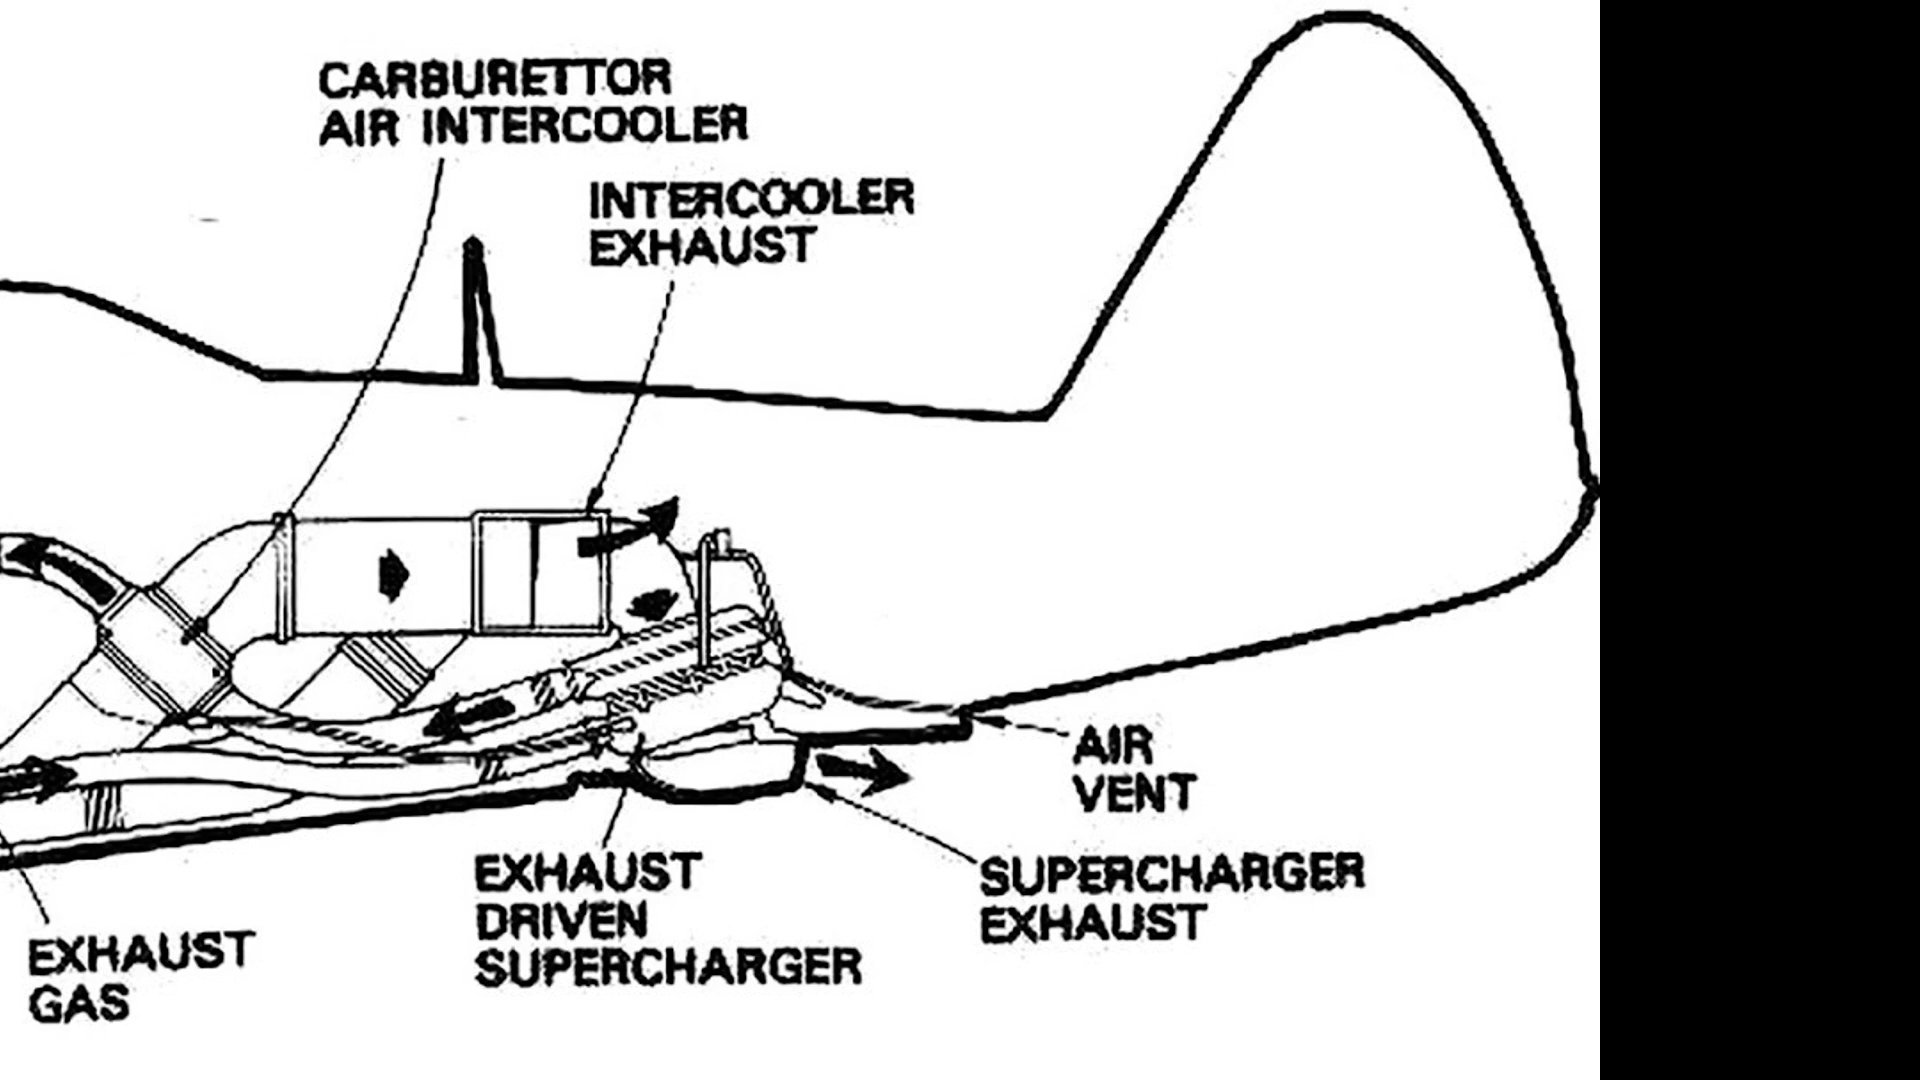 CARBURETTOR
AIR INTERCOOLER
INTERCOOLER
EXHAUST
AIR
VENT
EXHAUST
DRIVEN
SUPERCHARGER
SUPERCHARGER
EXHAUST
EXHAUST
GAS